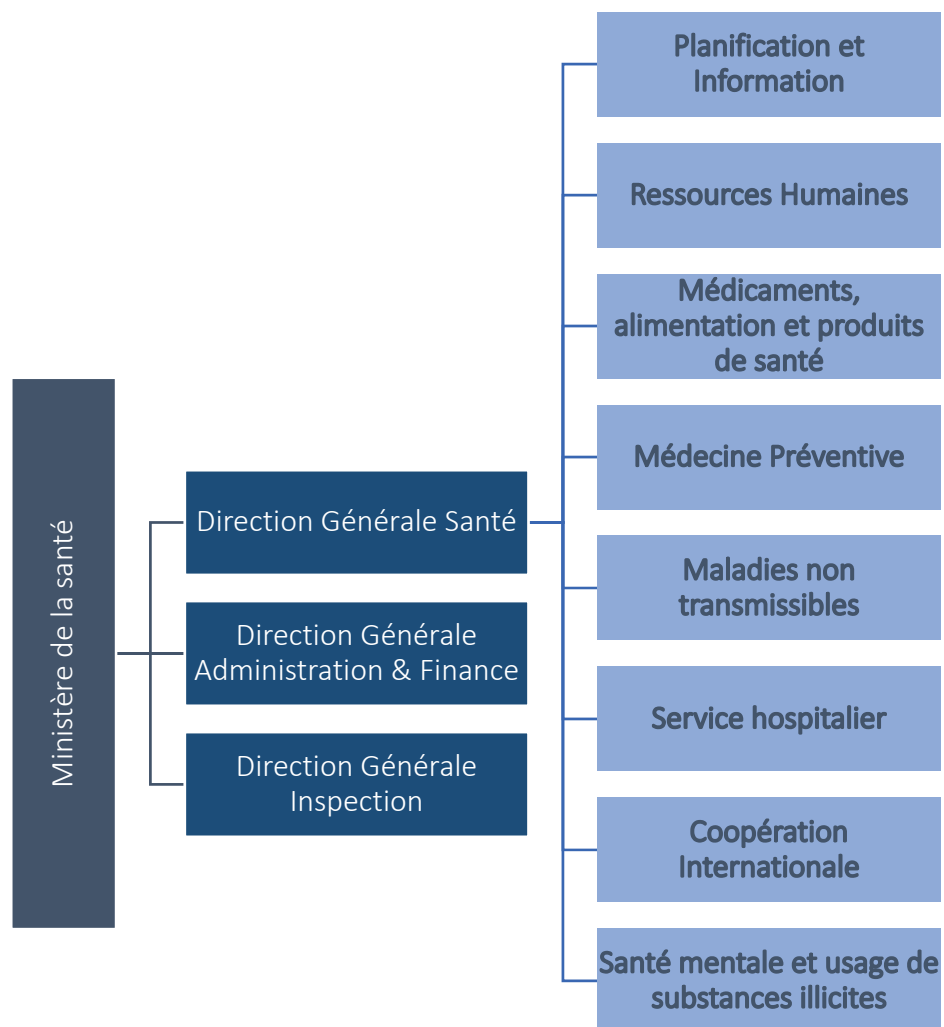 Ministère de la santé
Direction Générale Santé
Direction Générale
Administration & Finance
Direction Générale
Inspection
Planification et
Information
Ressources Humaines
Médicaments,
alimentation et produits
de santé
Médecine Préventive
Maladies non
transmissibles
Service hospitalier
Coopération
Internationale
Santé mentale et usage de
substances illicites